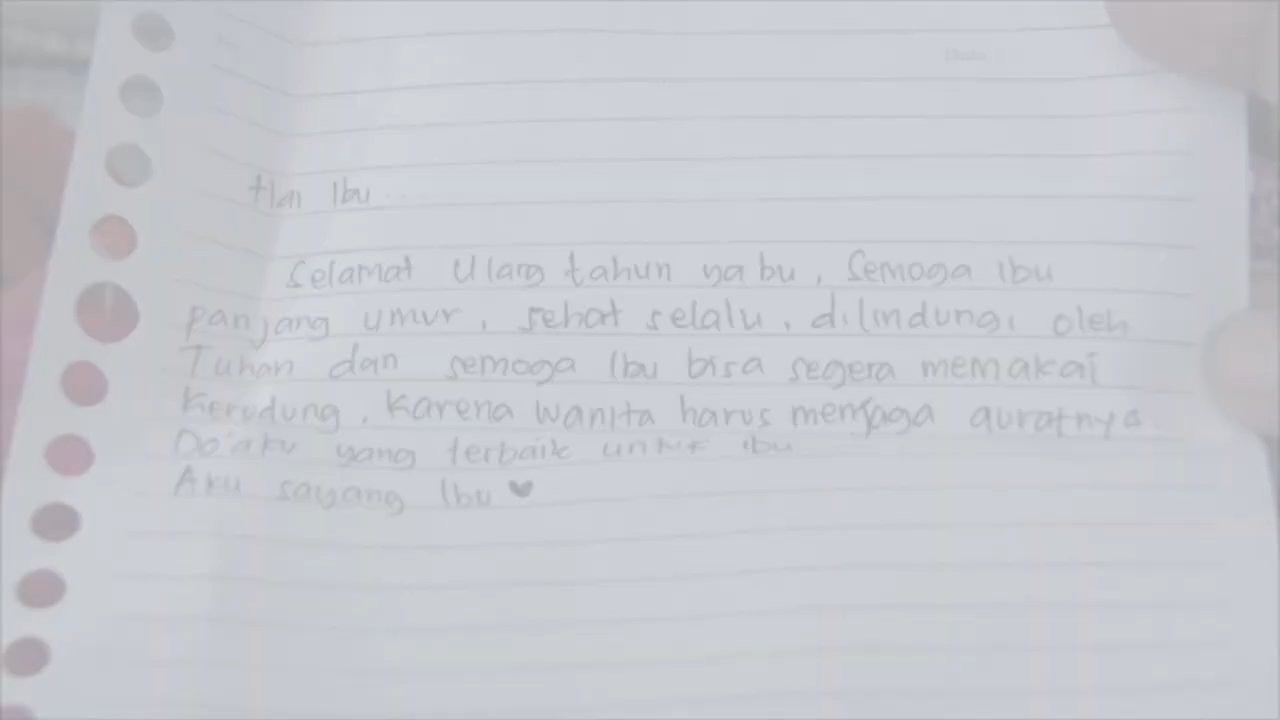 Hai Ibu..
Selamat Ulang tahun ya bu, Semoga Ibu
panjang umur, sehat selalu, dilindungi oleh
Tuhan dan semoga Ibu bisa segera memakai
Kerudung, Karena wanita harus menjaga auratnya
Do'aku yang terbaik untuk ibu
Aku sayang Ibu ♥